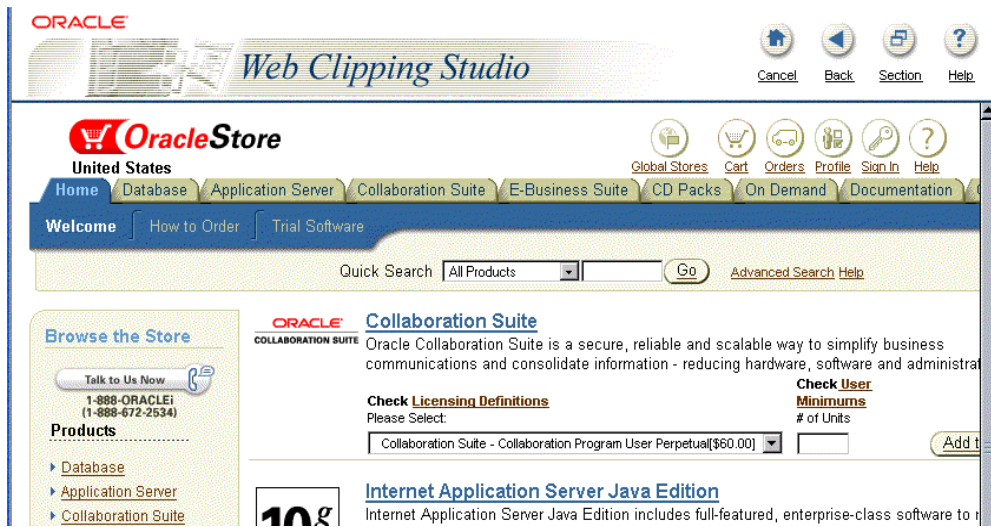 ORACLE
Web Clipping Studio
Cancel Back Section Help
OracleStore
United States
Global Stores Cart Orders Profile Sign In Help
Home Database Application Server Collaboration Suite E-Business Suite CD Packs On Demand Documentation
Welcome How to Order Trial Software
Quick Search All Products Go Advanced Search Help
Browse the Store
Talk to Us Now
1-888-ORACLEi
(1-888-672-2534)
Products
Database
Application Server
Collaboration Suite
ORACLE
COLLABORATION SUITE
Collaboration Suite
Oracle Collaboration Suite is a secure, reliable and scalable way to simplify business
communications and consolidate information - reducing hardware, software and administrat
Check Licensing Definitions
Please Select:
Check User
Minimums
# of Units
Collaboration Suite - Collaboration Program User Perpetual[$60.00]
Add t
10g
Internet Application Server Java Edition
Internet Application Server Java Edition includes full-featured, enterprise-class software to r